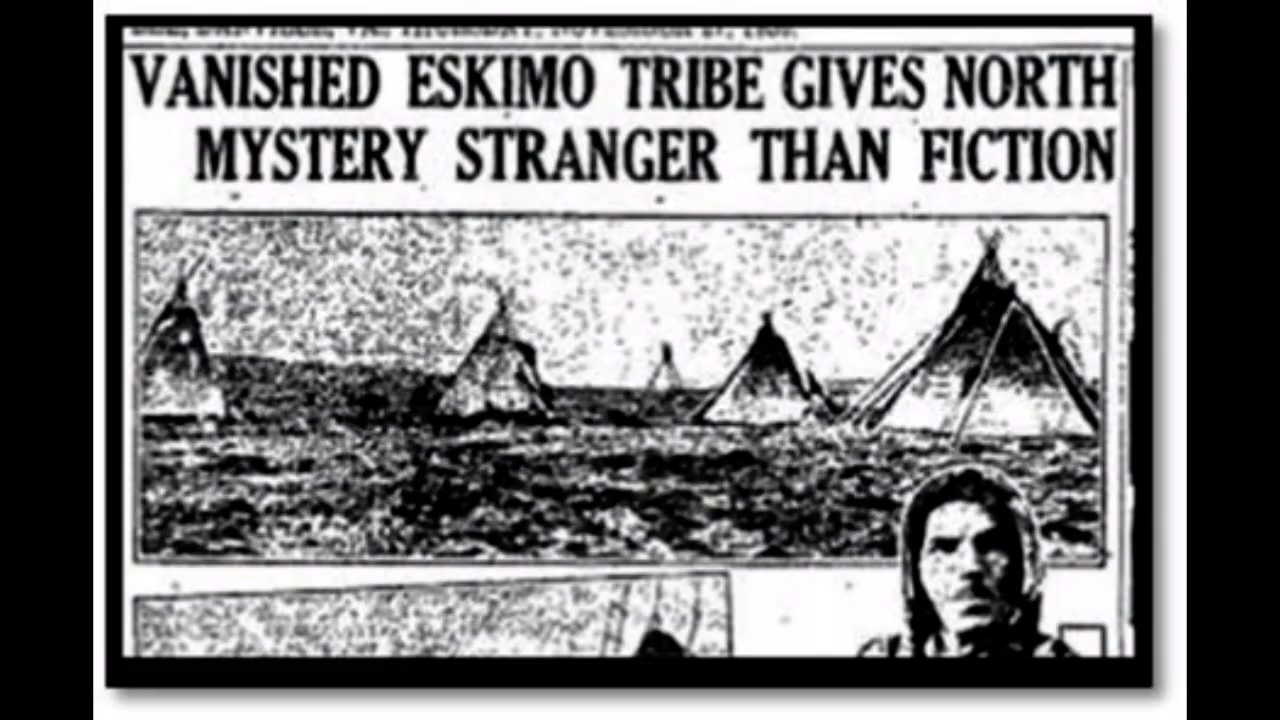 VANISHED ESKIMO TRIBE GIVES NORTH
MYSTERY STRANGER THAN FICTION